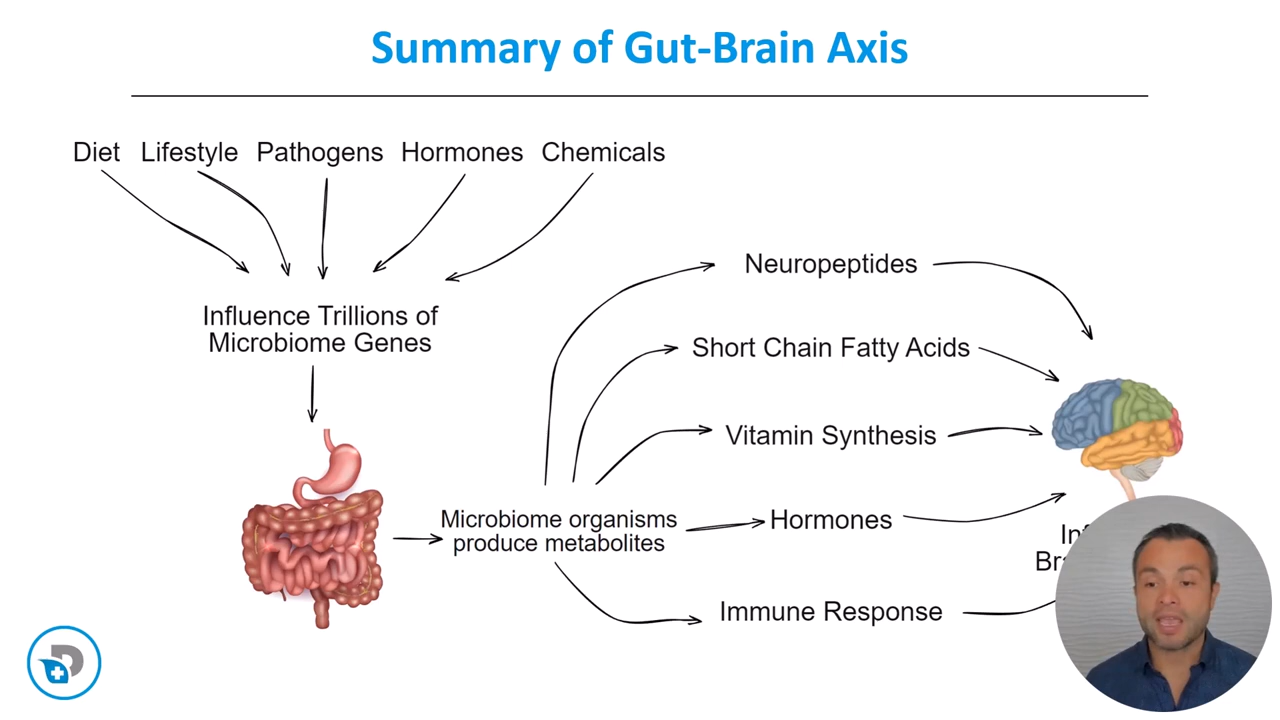 Summary of Gut-Brain Axis
Diet Lifestyle Pathogens Hormones Chemicals
Influence Trillions of
Microbiome Genes
Neuropeptides
Short Chain Fatty Acids
Vitamin Synthesis
Microbiome organisms
produce metabolites
Hormones
Immune Response